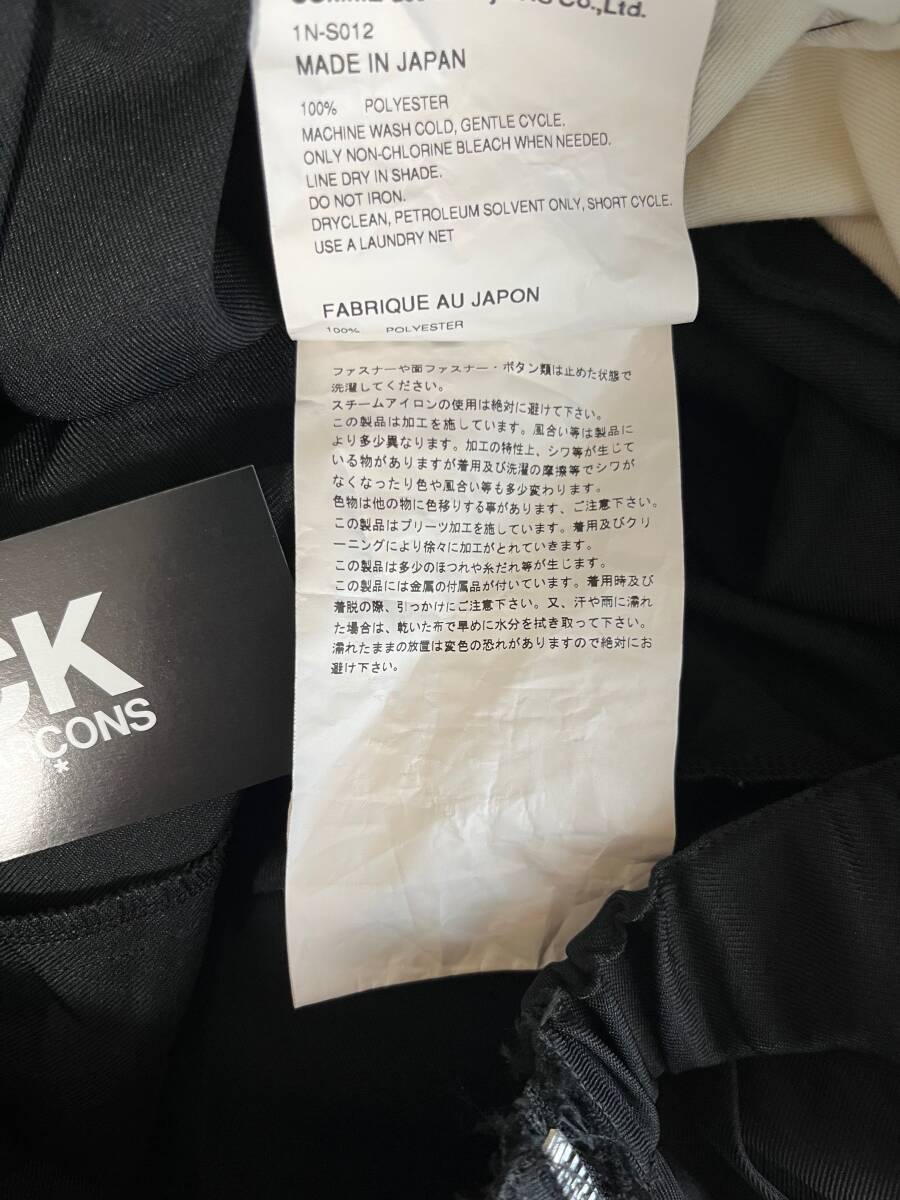 Co.,Ltd.
1N-S012
MADE IN JAPAN
100% POLYESTER
MACHINE WASH COLD, GENTLE CYCLE.
ONLY NON-CHLORINE BLEACH WHEN NEEDED.
LINE DRY IN SHADE.
DO NOT IRON.
DRYCLEAN, PETROLEUM SOLVENT ONLY, SHORT CYCLE.
USE A LAUNDRY NET
FABRIQUE AU JAPON
100% POLYESTER
ファスナーや面ファスナー・ボタン類は止めた状態で
洗濯してください。
スチームアイロンの使用は絶対に避けて下さい。
この製品は加工を施しています。風合い等は製品に
より多少異なります。加工の特性上、シワ等が生じて
いる物がありますが着用及び洗濯の摩擦等でシワが
なくなったり色や風合い等も多少変わります。
色物は他の物に色移りする事があります、ご注意下さい。
この製品はプリーツ加工を施しています。着用及びクリ
ーニングにより徐々に加工がとれていきます。
この製品は多少のほつれや糸だれ等が生じます。
この製品には金属の付属品が付いています。着用時及び
着脱の際、引っかけにご注意下さい。又、汗や雨に濡れ
た場合は、乾いた布で早めに水分を拭き取って下さい。
濡れたままの放置は変色の恐れがありますので絶対にお
避け下さい。
CK
ARCONS
*